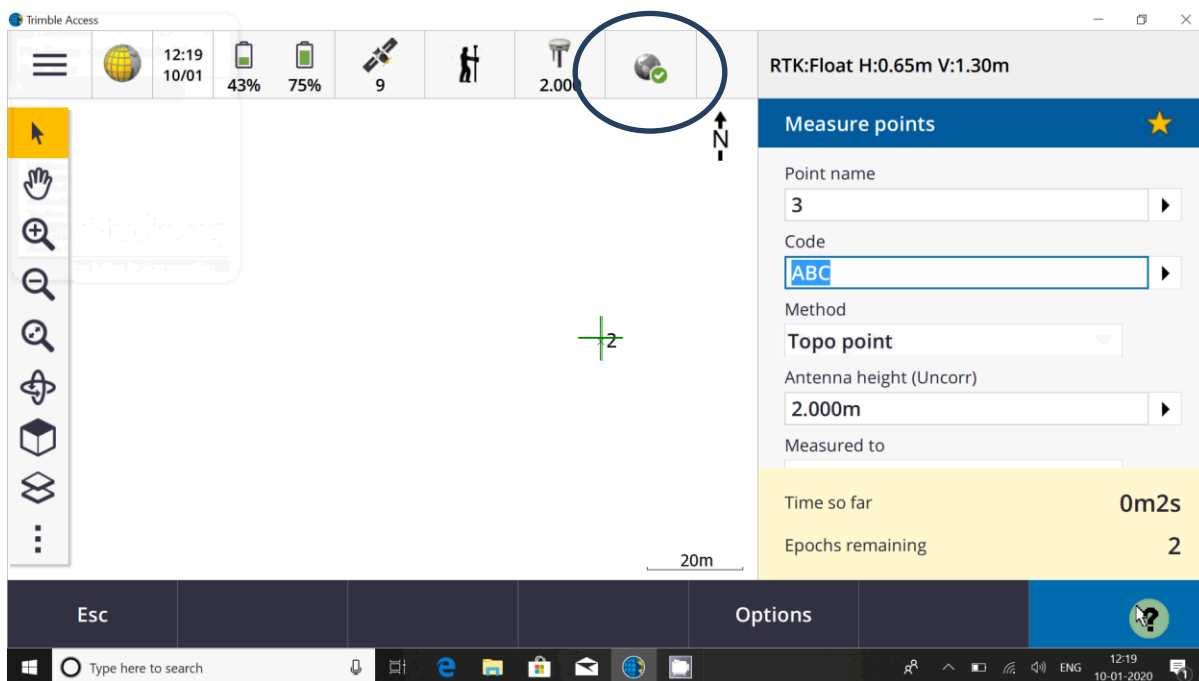 Trimble Access
12:19
10/01
43%
75%
9
2.000
RTK:Float H:0.65m V:1.30m
N
Measure points
Point name
3
Code
ABC
Method
Topo point
Antenna height (Uncorr)
2.000m
Measured to
2
20m
Time so far 0m2s
Epochs remaining 2
Esc
Options
?
Type here to search
ENG
12:19
10-01-2020
1